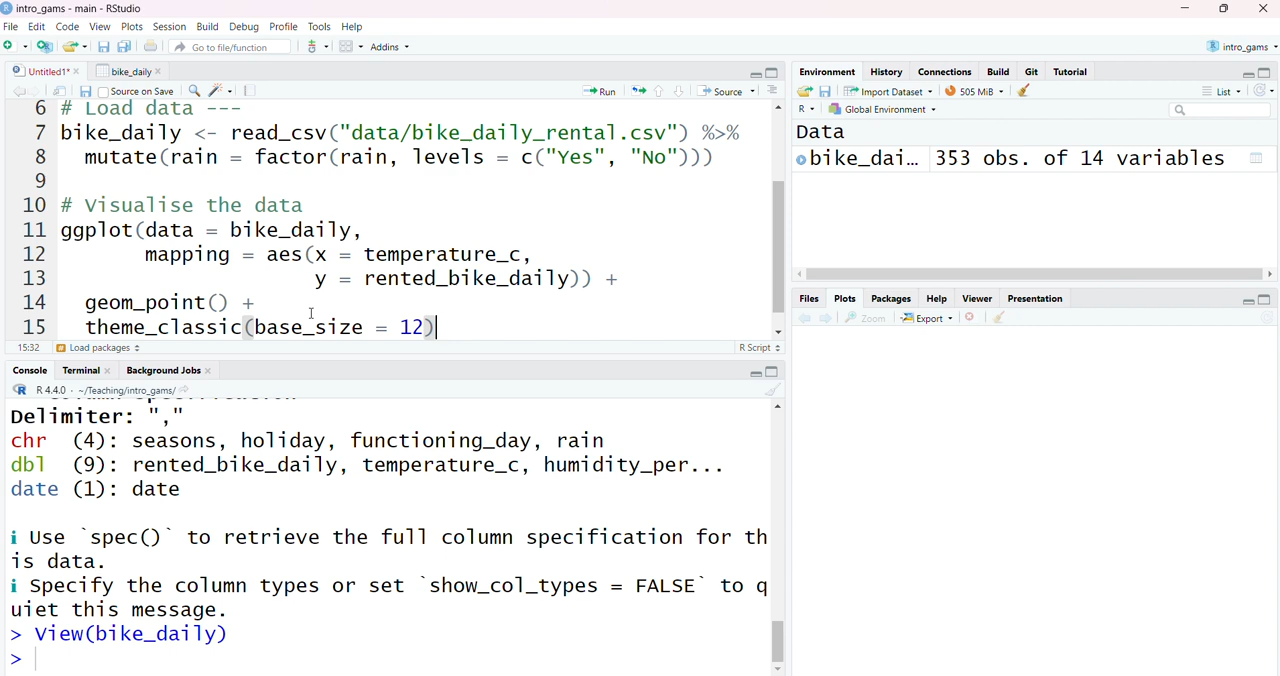 intro_gams - main - RStudio
File Edit Code View Plots Session Build Debug Profile Tools Help
Go to file/function Addins intro_gams
Untitled1* bike_daily
Source on Save Run Source
6 # Load data ---
7 bike_daily <- read_csv("data/bike_daily_rental.csv") %>%
8 mutate(rain = factor(rain, levels = c("Yes", "No")))
9
10 # Visualise the data
11 ggplot(data = bike_daily,
12 mapping = aes(x = temperature_c,
13 y = rented_bike_daily)) +
14 geom_point() +
15 theme_classic(base_size = 12)
15:32 Load packages R Script
Console Terminal Background Jobs
R 4.4.0 · ~/Teaching/intro_gams/
Delimiter: ","
chr (4): seasons, holiday, functioning_day, rain
dbl (9): rented_bike_daily, temperature_c, humidity_per...
date (1): date
i Use `spec()` to retrieve the full column specification for th
is data.
i Specify the column types or set `show_col_types = FALSE` to q
uiet this message.
> View(bike_daily)
>
Environment History Connections Build Git Tutorial
Import Dataset 505 MiB List
R Global Environment
Data
bike_dai... 353 obs. of 14 variables
Files Plots Packages Help Viewer Presentation
Zoom Export